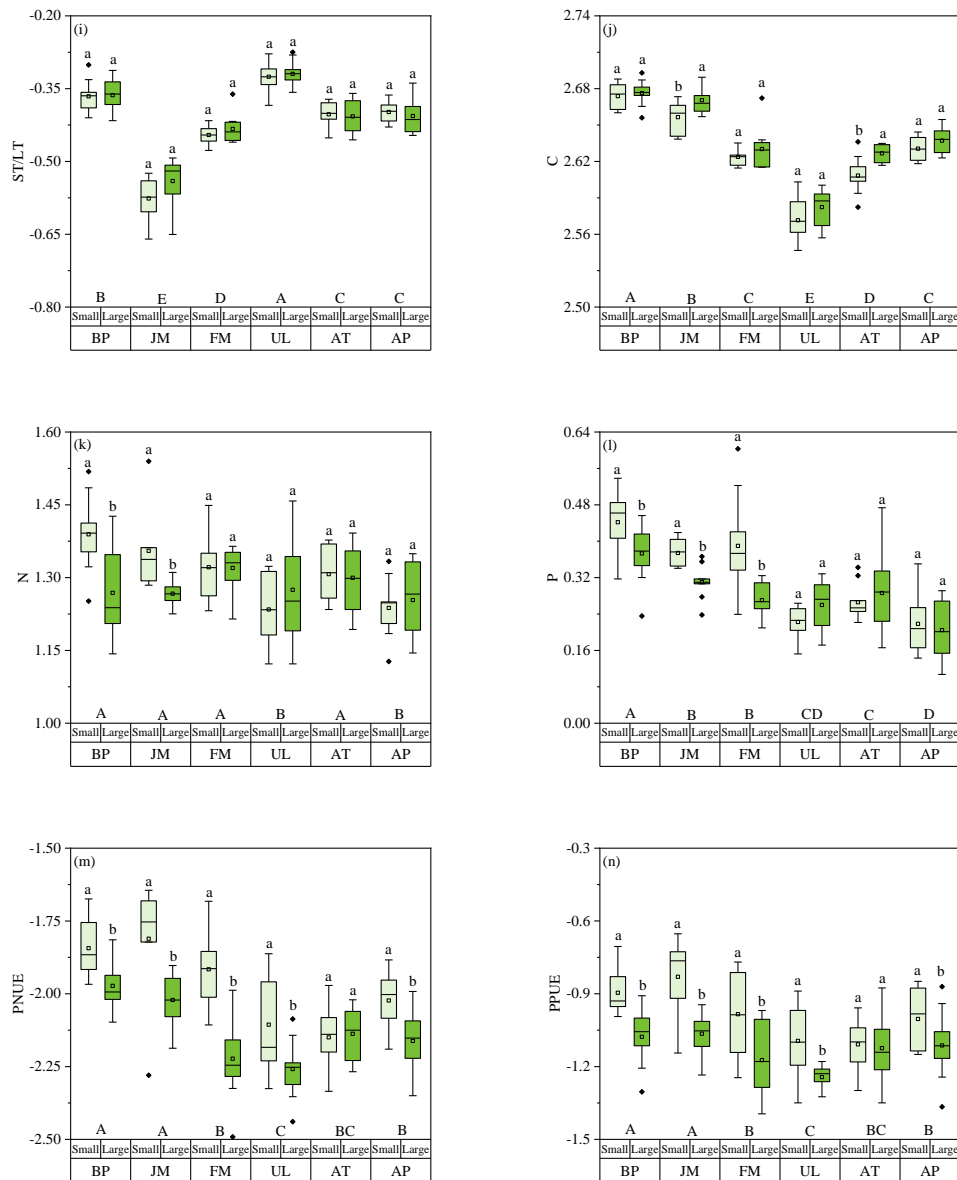 (i)
ST/LT
-0.20
-0.35
-0.50
-0.65
-0.80
a a a a a a a a a a a a
B E D A C C
Small Large Small Large Small Large Small Large Small Large Small Large
BP JM FM UL AT AP
(j)
C
2.74
2.68
2.62
2.56
2.50
a a b a a a a a b a a a
A B C E D C
Small Large Small Large Small Large Small Large Small Large Small Large
BP JM FM UL AT AP
(k)
N
1.60
1.45
1.30
1.15
1.00
a b a b a a a a a a a a
A A A B A B
Small Large Small Large Small Large Small Large Small Large Small Large
BP JM FM UL AT AP
(l)
P
0.64
0.48
0.32
0.16
0.00
a b a b a b a a a a a a
A B B CD C D
Small Large Small Large Small Large Small Large Small Large Small Large
BP JM FM UL AT AP
(m)
PNUE
-1.50
-1.75
-2.00
-2.25
-2.50
a b a b a b a b a a a b
A A B C BC B
Small Large Small Large Small Large Small Large Small Large Small Large
BP JM FM UL AT AP
(n)
PPUE
-0.3
-0.6
-0.9
-1.2
-1.5
a b a b a b a b a a a b
A A B C BC B
Small Large Small Large Small Large Small Large Small Large Small Large
BP JM FM UL AT AP